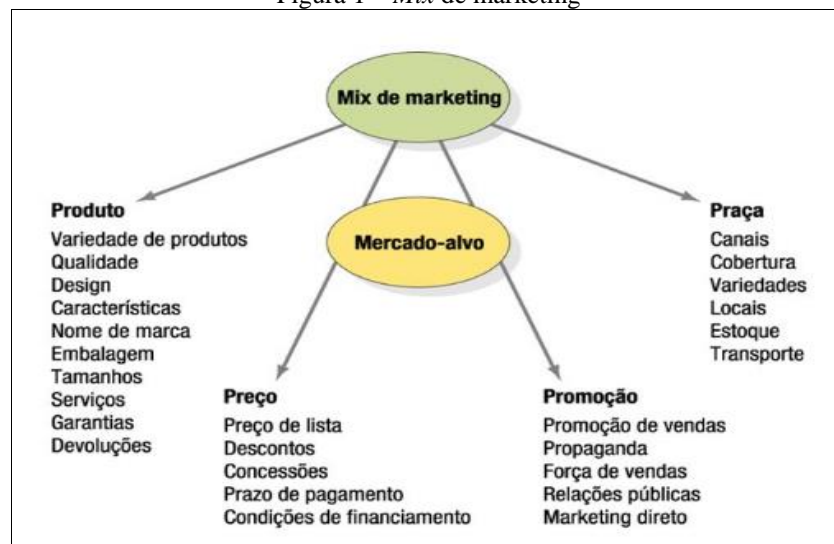 Figura 1 – Mix de marketing
Mix de marketing
Mercado-alvo
Produto
Variedade de produtos
Qualidade
Design
Características
Nome de marca
Embalagem
Tamanhos
Serviços
Garantias
Devoluções
Preço
Preço de lista
Descontos
Concessões
Prazo de pagamento
Condições de financiamento
Promoção
Promoção de vendas
Propaganda
Força de vendas
Relações públicas
Marketing direto
Praça
Canais
Cobertura
Variedades
Locais
Estoque
Transporte